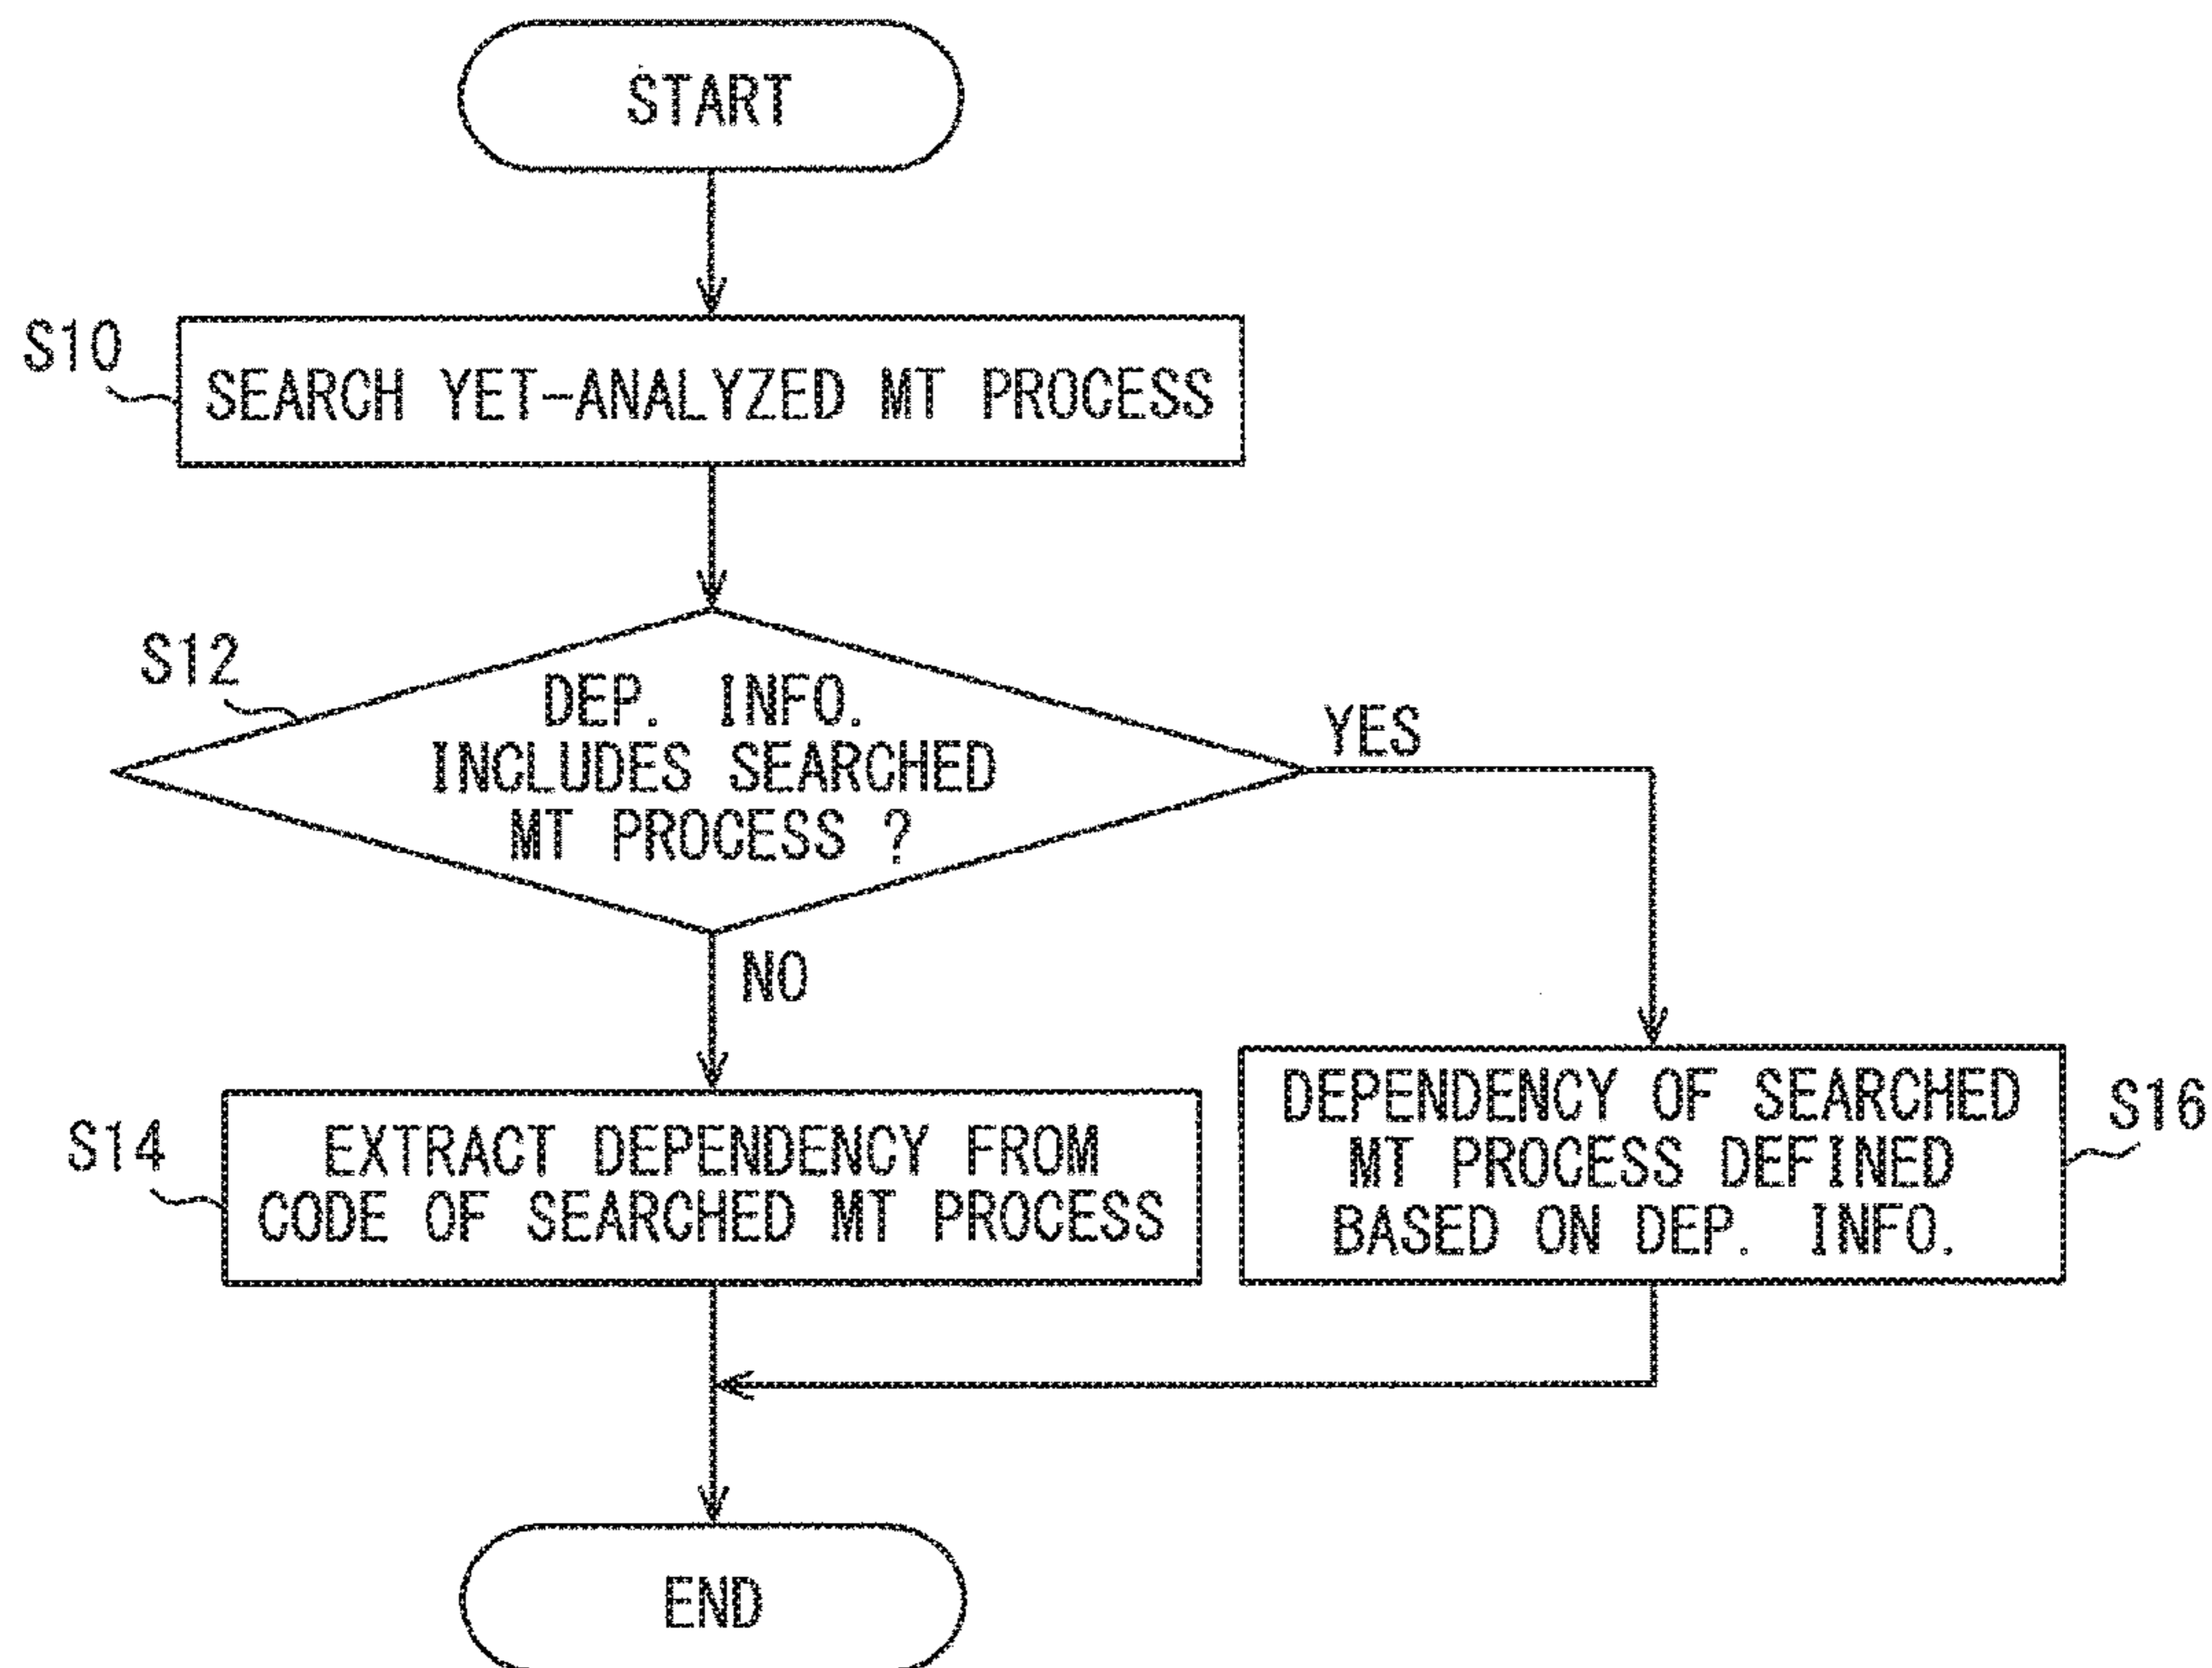 START
S10
SEARCH YET-ANALYZED MT PROCESS
S12
DEP. INFO.
INCLUDES SEARCHED
MT PROCESS ?
YES
NO
S14
EXTRACT DEPENDENCY FROM
CODE OF SEARCHED MT PROCESS
DEPENDENCY OF SEARCHED
MT PROCESS DEFINED
BASED ON DEP. INFO.
S16
END